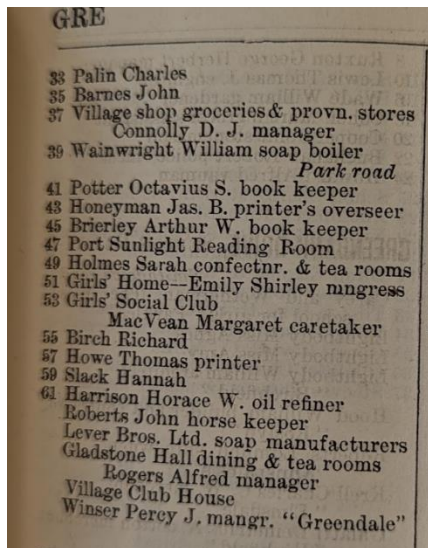 GRE
33 Palin Charles
35 Barnes John
37 Village shop groceries & provn. stores
Connolly D. J. manager
39 Wainwright William soap boiler
Park road
41 Potter Octavius S. book keeper
43 Honeyman Jas. B. printer's overseer
45 Brierley Arthur W. book keeper
47 Port Sunlight Reading Room
49 Holmes Sarah confectnr. & tea rooms
51 Girls' Home--Emily Shirley mngress
53 Girls' Social Club
MacVean Margaret caretaker
55 Birch Richard
57 Howe Thomas printer
59 Slack Hannah
61 Harrison Horace W. oil refiner
Roberts John horse keeper
Lever Bros. Ltd. soap manufacturers
Gladstone Hall dining & tea rooms
Rogers Alfred manager
Village Club House
Winser Percy J. mangr. "Greendale"